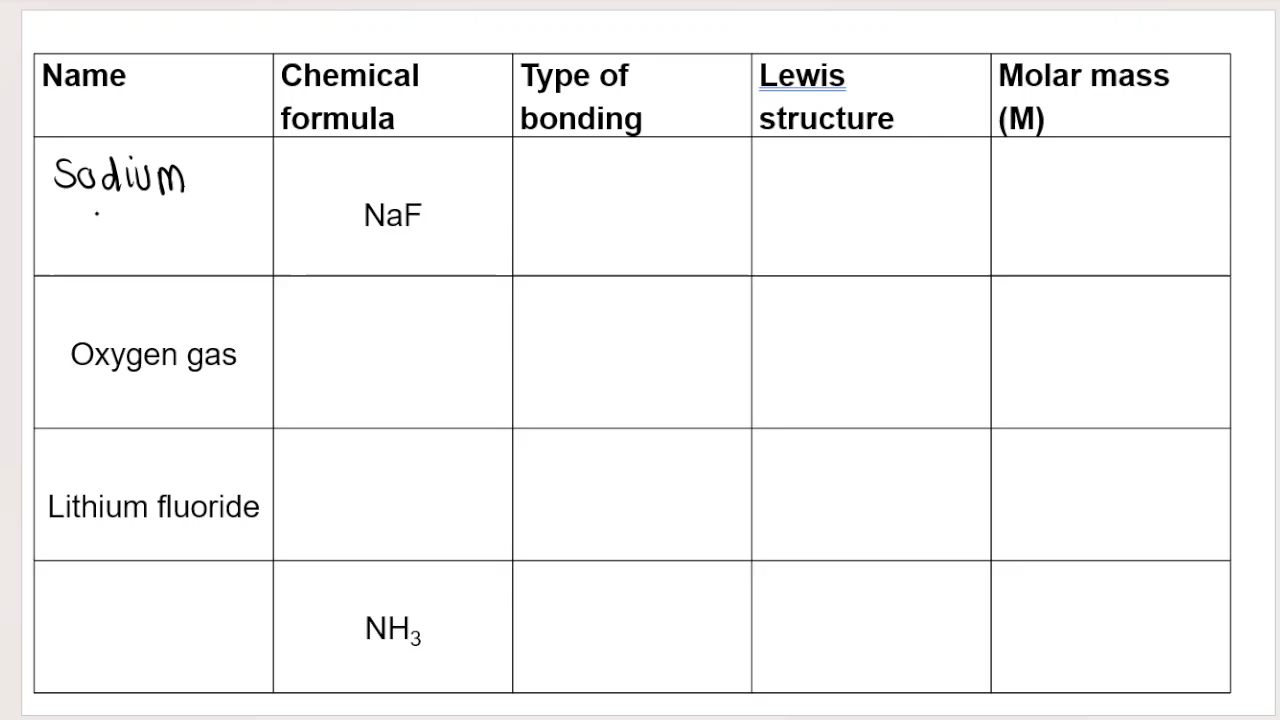 Name
Chemical
formula
Type of
bonding
Lewis
structure
Molar mass
(M)
Sodium
NaF
Oxygen gas
Lithium fluoride
NH₃